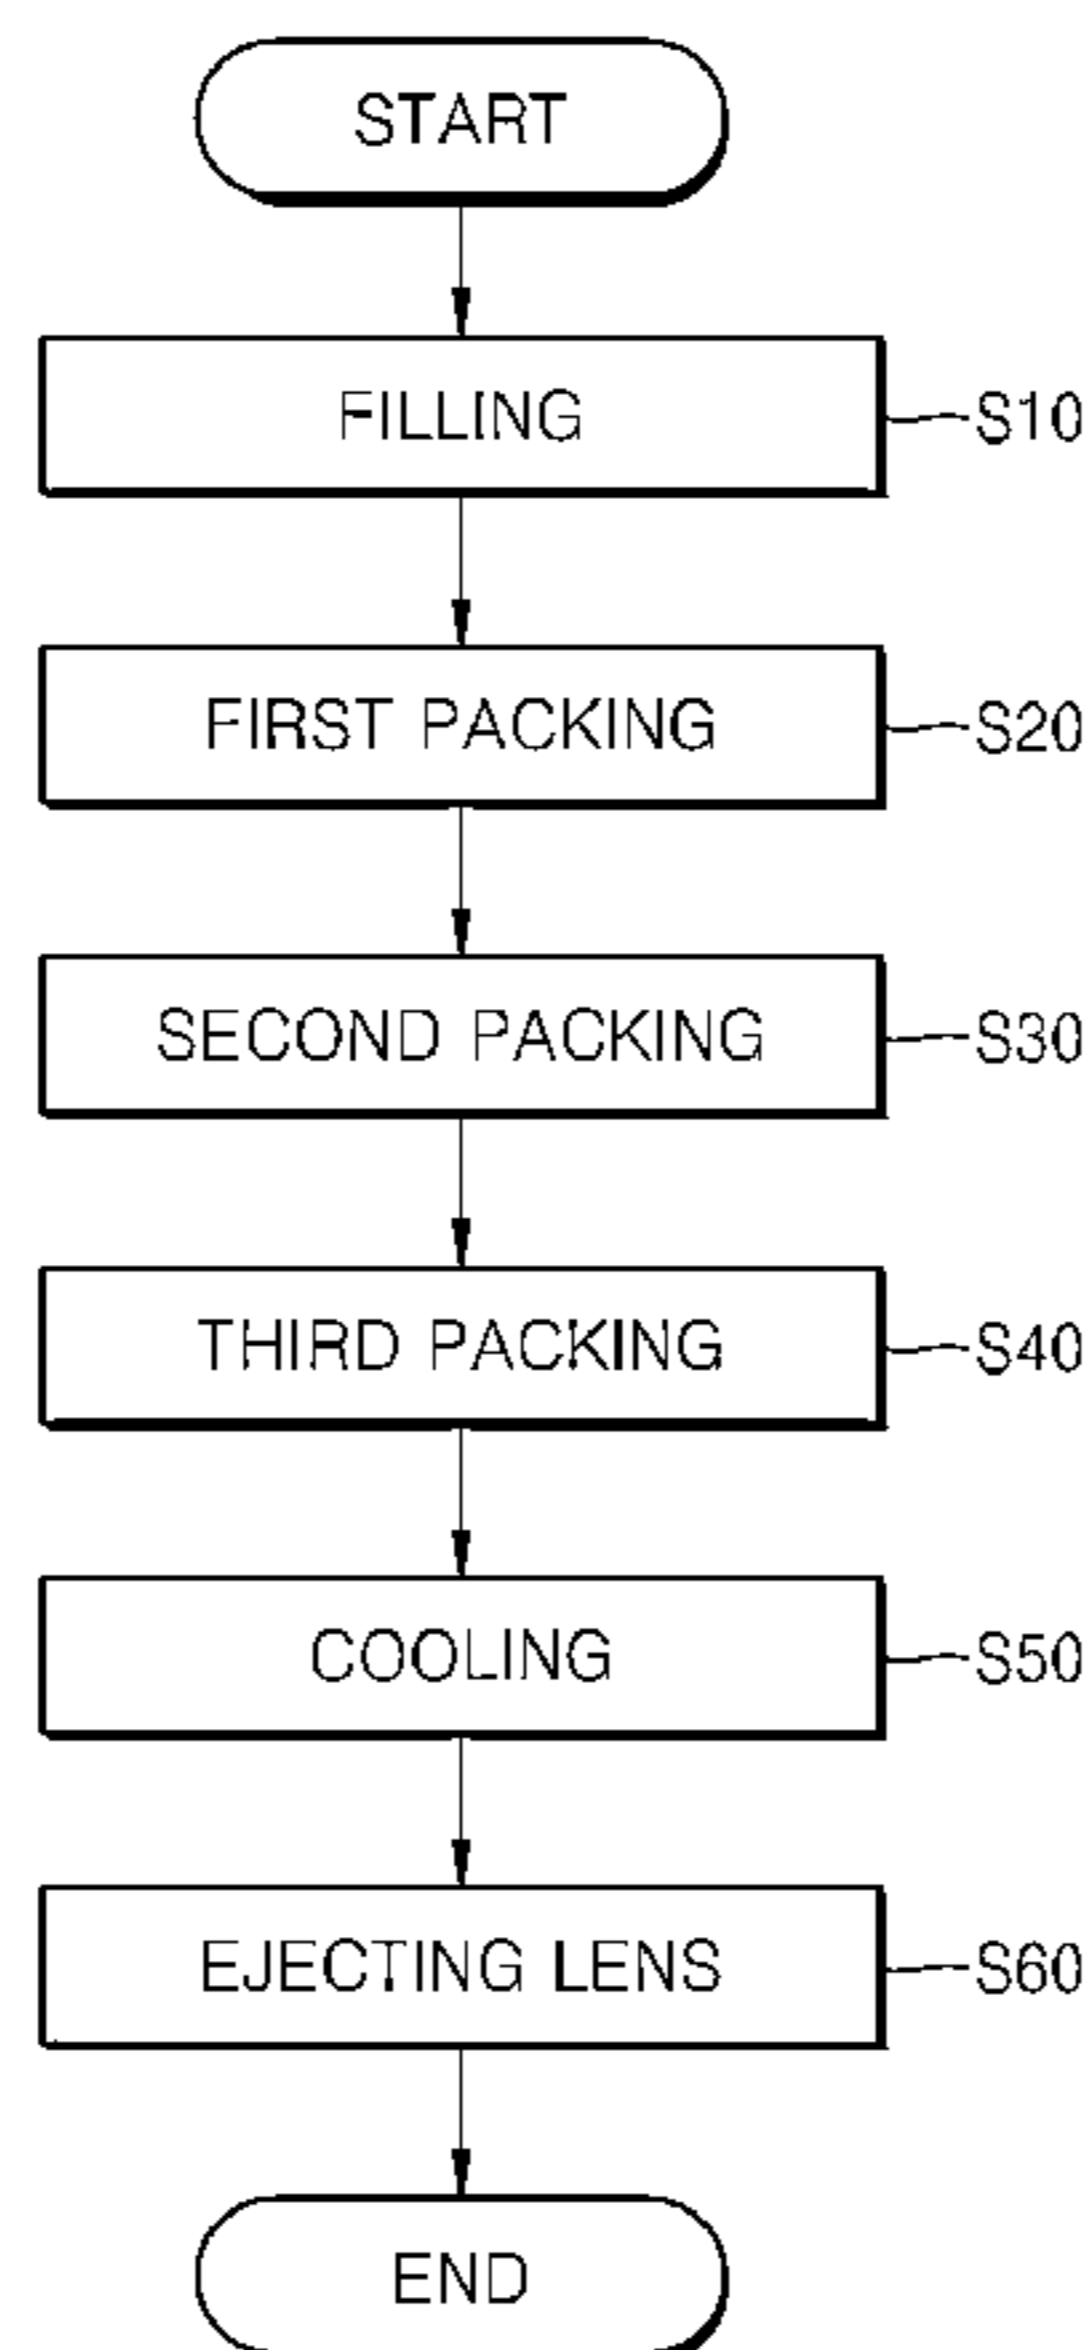 START
FILLING S10
FIRST PACKING S20
SECOND PACKING S30
THIRD PACKING S40
COOLING S50
EJECTING LENS S60
END